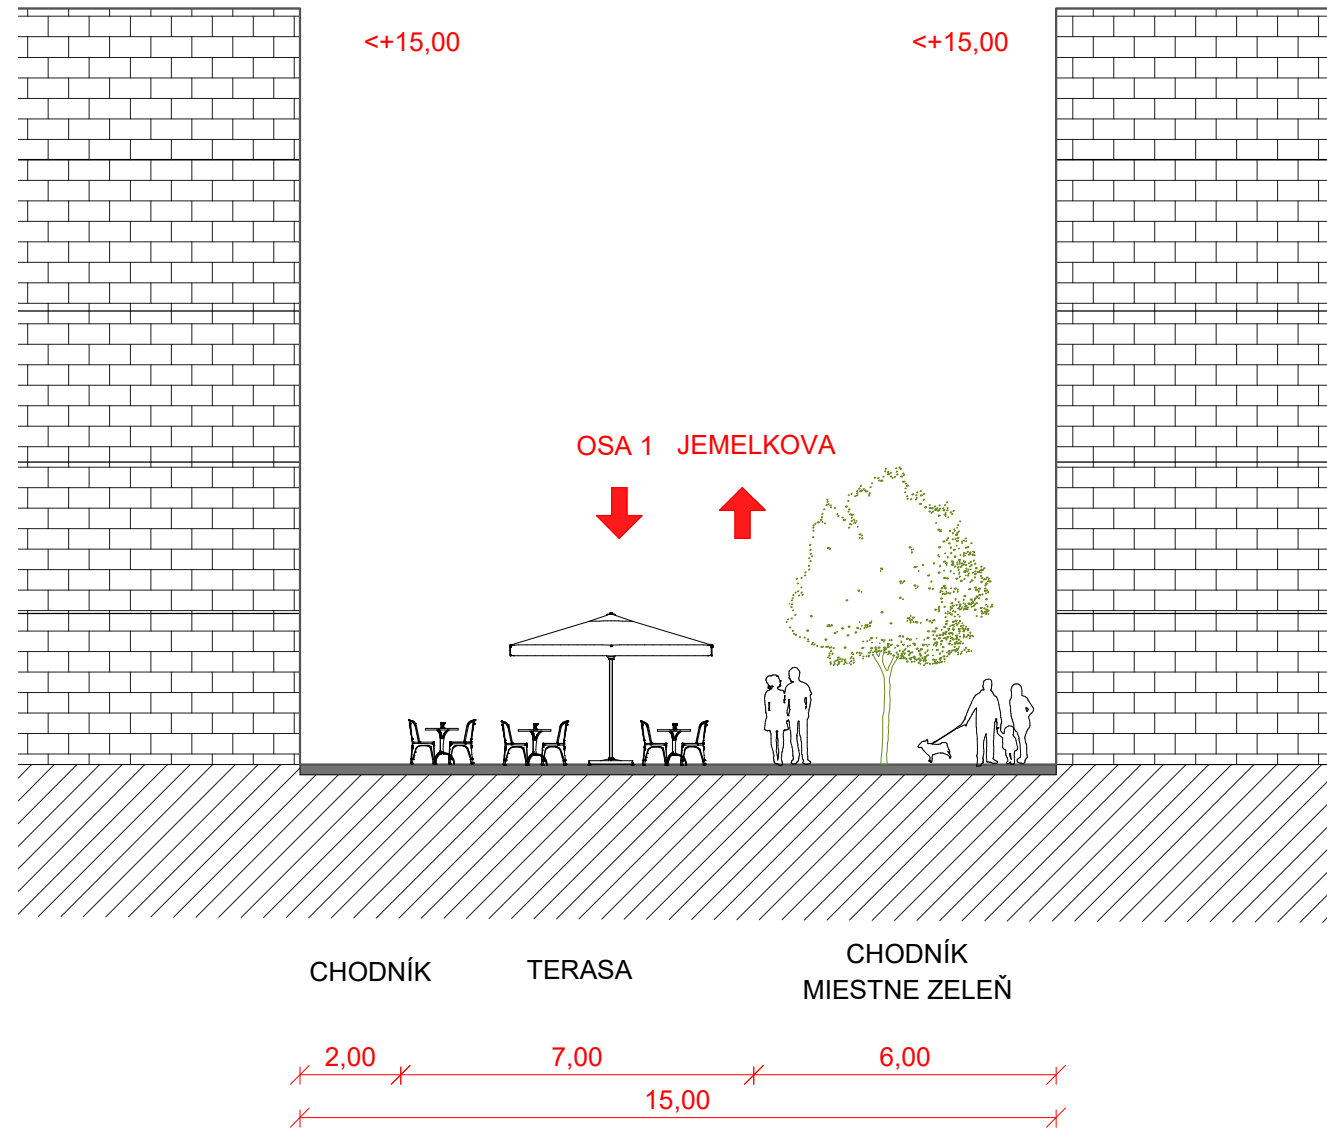 <+15,00
<+15,00
OSA 1 JEMELKOVA
CHODNÍK
TERASA
CHODNÍK
MIESTNE ZELEŇ
2,00
7,00
6,00
15,00